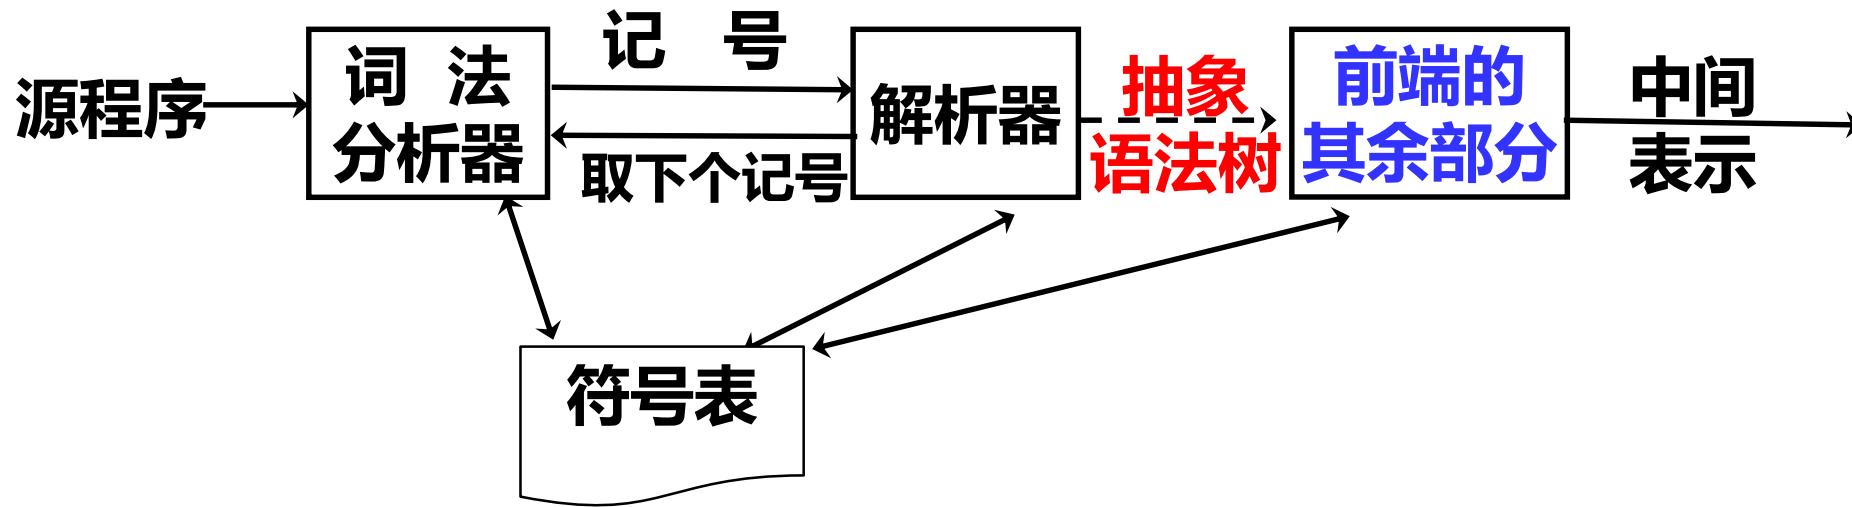 源程序
词 法
分析器
记 号
取下个记号
解析器
抽象
语法树
前端的
其余部分
中间
表示
符号表